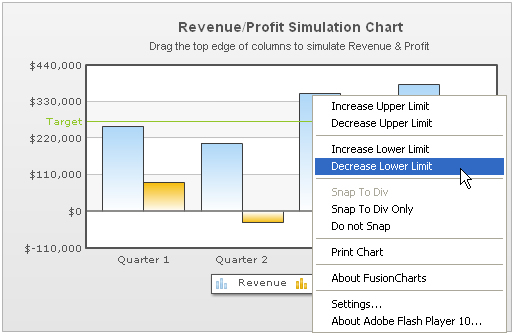 Revenue/Profit Simulation Chart
Drag the top edge of columns to simulate Revenue & Profit
$440,000
$330,000
Target
$220,000
$110,000
$0
$-110,000
Quarter 1
Quarter 2
Revenue
Increase Upper Limit
Decrease Upper Limit
Increase Lower Limit
Decrease Lower Limit
Snap To Div
Snap To Div Only
Do not Snap
Print Chart
About FusionCharts
Settings...
About Adobe Flash Player 10...